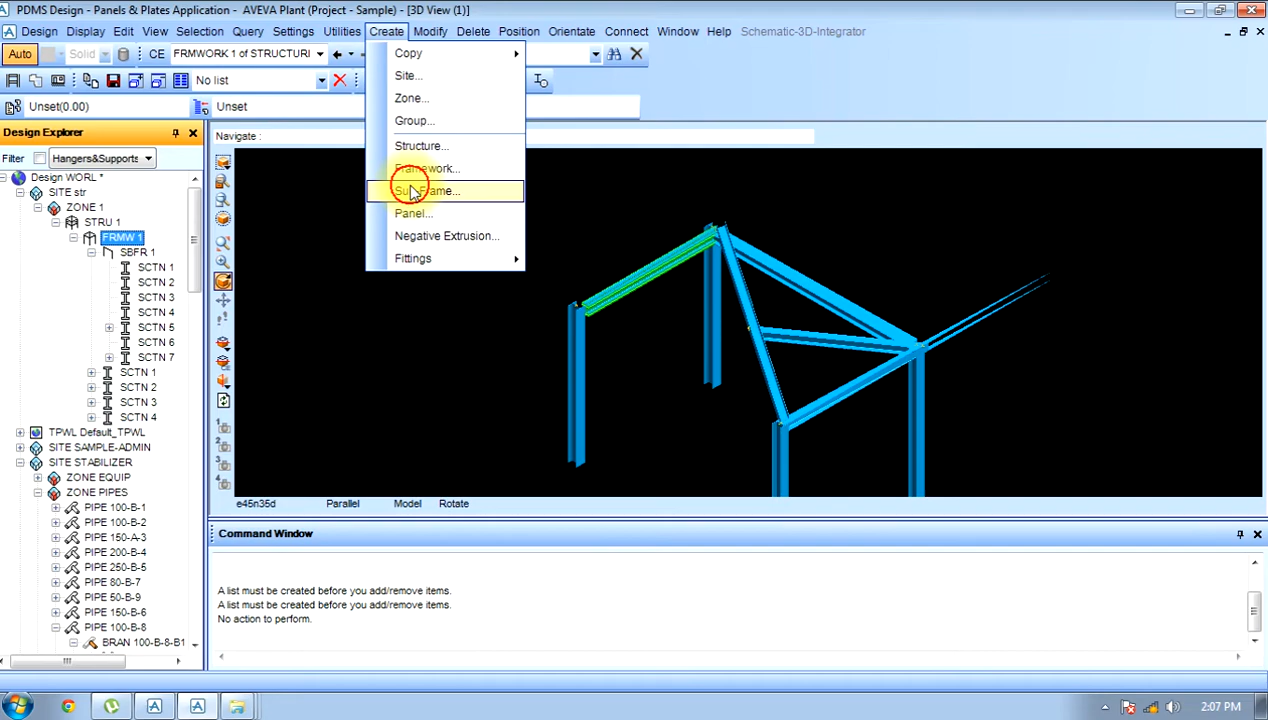 PDMS Design - Panels & Plates Application - AVEVA Plant (Project - Sample) - [3D View (1)]
Design Display Edit View Selection Query Settings Utilities Create Modify Delete Position Orientate Connect Window Help Schematic-3D-Integrator
Auto Solid CE FRMWORK 1 of STRUCTURI
No list
Unset(0.00) Unset
Copy
Site...
Zone...
Group...
Structure...
Framework...
Sub-Frame...
Panel...
Negative Extrusion...
Fittings
Design Explorer
Navigate :
Filter Hangers&Supports
Design WORL *
SITE str
ZONE 1
STRU 1
FRMW 1
SBFR 1
SCTN 1
SCTN 2
SCTN 3
SCTN 4
SCTN 5
SCTN 6
SCTN 7
SCTN 1
SCTN 2
SCTN 3
SCTN 4
TPWL Default_TPWL
SITE SAMPLE-ADMIN
SITE STABILIZER
ZONE EQUIP
ZONE PIPES
PIPE 100-B-1
PIPE 100-B-2
PIPE 150-A-3
PIPE 200-B-4
PIPE 250-B-5
PIPE 80-B-7
PIPE 50-B-9
PIPE 150-B-6
PIPE 100-B-8
BRAN 100-B-8-B1
1
2
3
4
e45n35d Parallel Model Rotate
Command Window
A list must be created before you add/remove items.
A list must be created before you add/remove items.
No action to perform.
2:07 PM